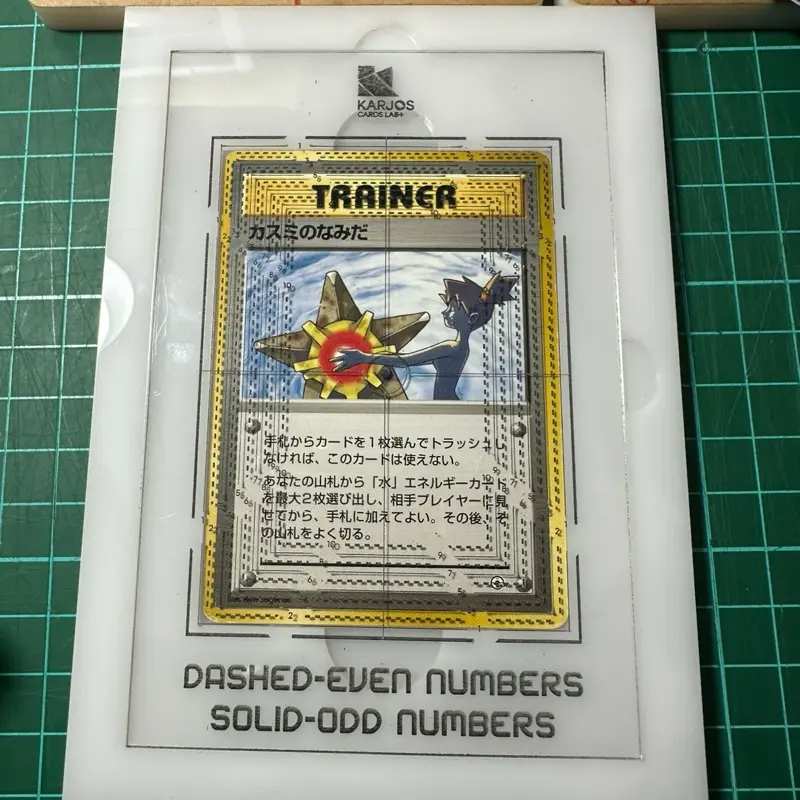 KARJOS
CARDS LAB+
TRAINER
カスミのなみだ
手札からカードを1枚選んでトラッシュし
なければ、このカードは使えない。
あなたの山札から「水」エネルギーカード
を最大2枚選び出し、相手プレイヤーに見
せてから、手札に加えてよい。その後、そ
の山札をよく切る。
DASHED-EVEN NUMBERS
SOLID-ODD NUMBERS